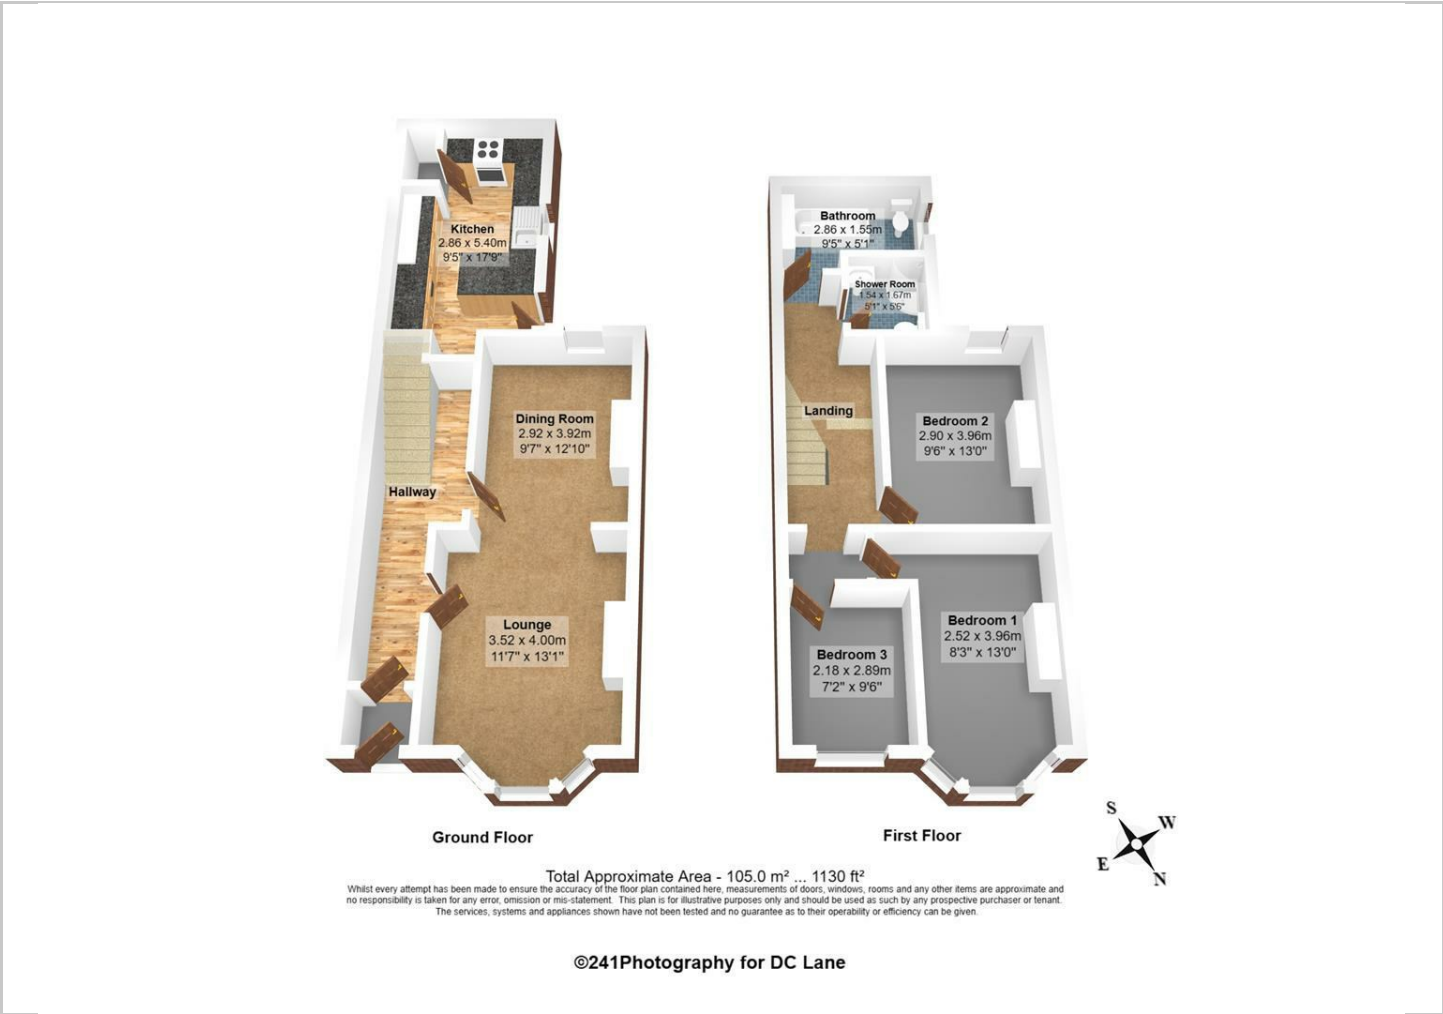 Kitchen
2.86 x 5.40m
9'5" x 17'9"
Dining Room
2.92 x 3.92m
9'7" x 12'10"
Hallway
Lounge
3.52 x 4.00m
11'7" x 13'1"
Ground Floor
Bathroom
2.86 x 1.55m
9'5" x 5'1"
Shower Room
1.54 x 1.67m
5'1" x 5'6"
Landing
Bedroom 2
2.90 x 3.96m
9'6" x 13'0"
Bedroom 1
2.52 x 3.96m
8'3" x 13'0"
Bedroom 3
2.18 x 2.89m
7'2" x 9'6"
First Floor
S
W
E
N
Total Approximate Area - 105.0 m² ... 1130 ft²
Whilst every attempt has been made to ensure the accuracy of the floor plan contained here, measurements of doors, windows, rooms and any other items are approximate and
no responsibility is taken for any error, omission or mis-statement. This plan is for illustrative purposes only and should be used as such by any prospective purchaser or tenant.
The services, systems and appliances shown have not been tested and no guarantee as to their operability or efficiency can be given.
©241Photography for DC Lane